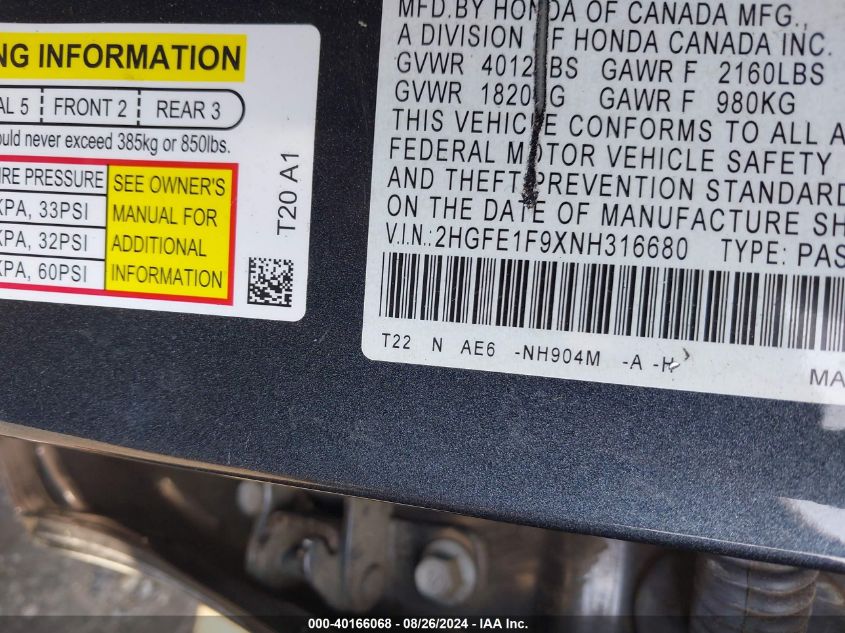 NG INFORMATION
AL 5 FRONT 2 REAR 3
ould never exceed 385kg or 850lbs.
IRE PRESSURE
KPA, 33PSI
KPA, 32PSI
KPA, 60PSI
SEE OWNER'S
MANUAL FOR
ADDITIONAL
INFORMATION
T20 A1
MFD.BY HONDA OF CANADA MFG.,
A DIVISION OF HONDA CANADA INC.
GVWR 4012LBS GAWR F 2160LBS
GVWR 1820KG GAWR F 980KG
THIS VEHICLE CONFORMS TO ALL A
FEDERAL MOTOR VEHICLE SAFETY
AND THEFT PREVENTION STANDARD
ON THE DATE OF MANUFACTURE SH
V.I.N.:2HGFE1F9XNH316680 TYPE: PAS
T22 N AE6 -NH904M -A -H
MA
000-40166068 - 08/26/2024 - IAA Inc.